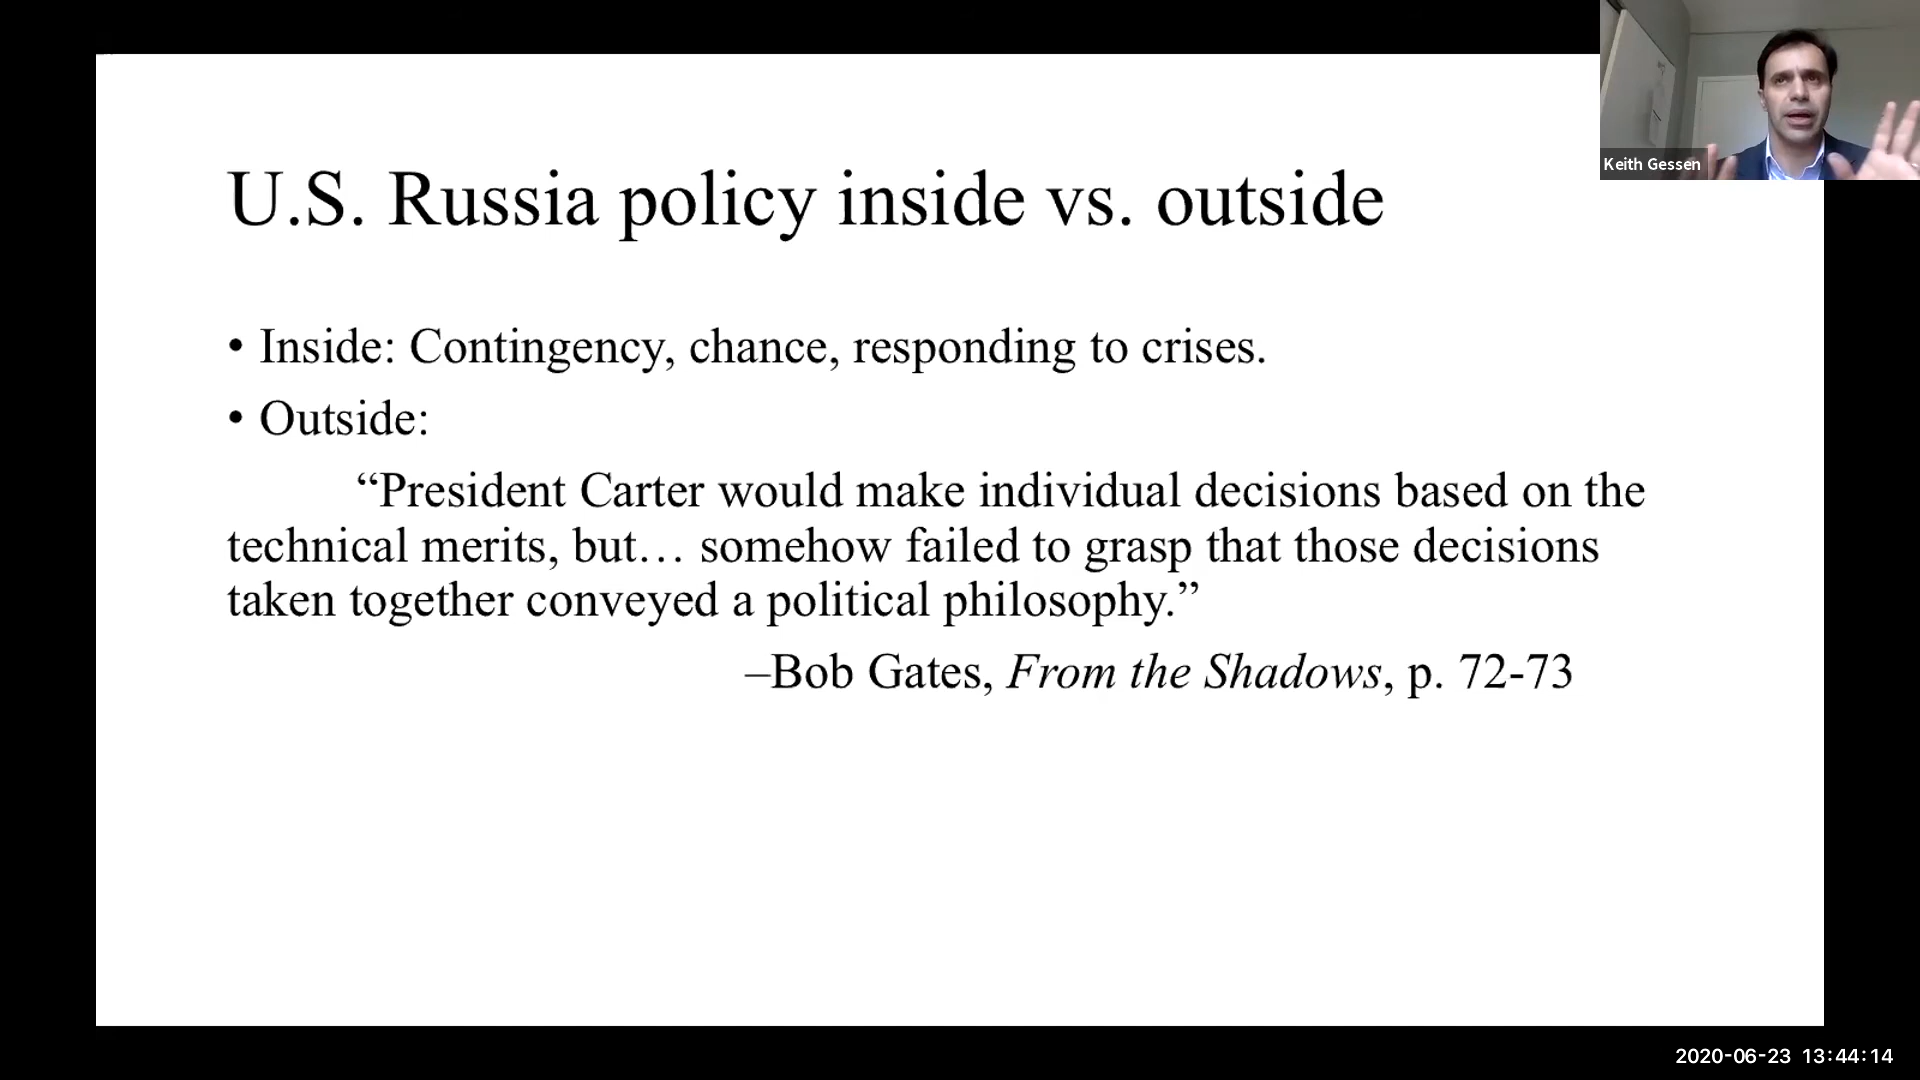 Keith Gessen
U.S. Russia policy inside vs. outside
• Inside: Contingency, chance, responding to crises.
• Outside:
“President Carter would make individual decisions based on the
technical merits, but… somehow failed to grasp that those decisions
taken together conveyed a political philosophy.”
–Bob Gates, From the Shadows, p. 72-73
2020-06-23 13:44:14